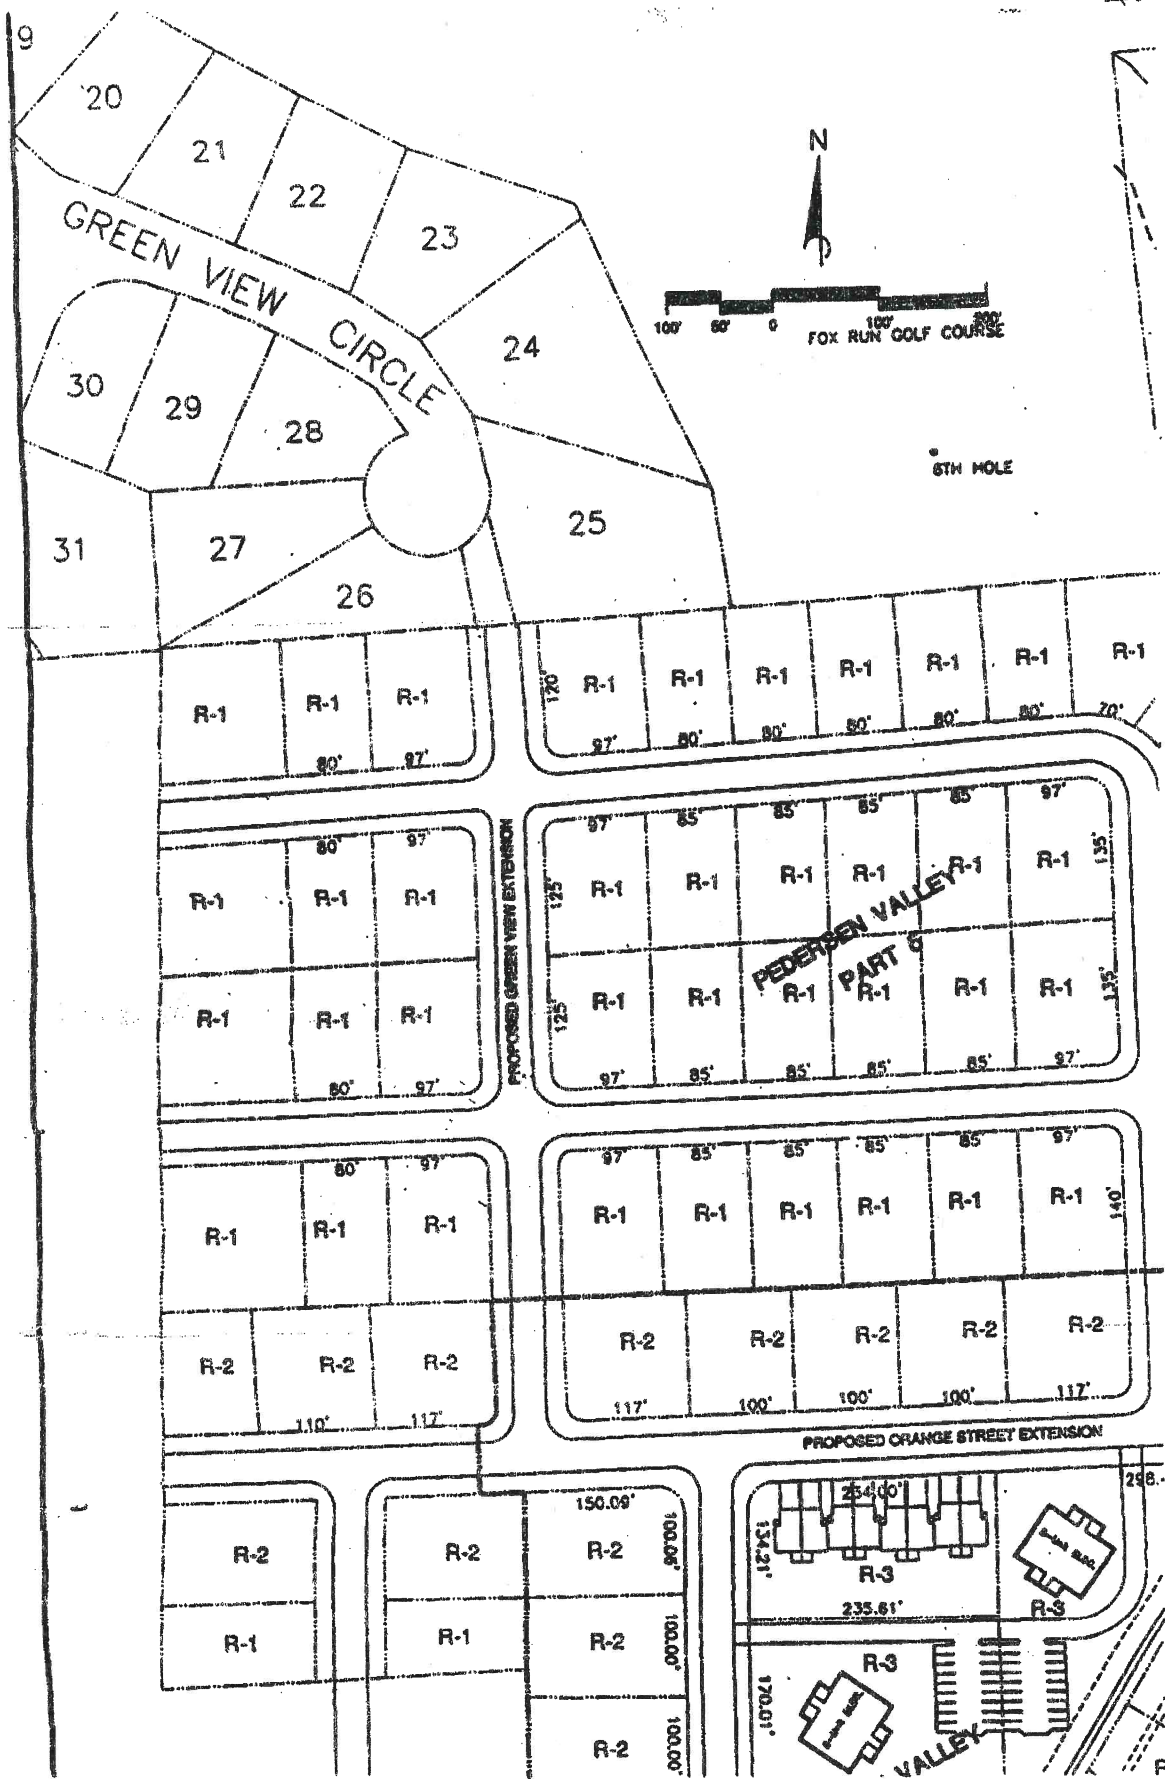 9
20
21
22
23
24
25
26
27
28
29
30
31
GREEN VIEW CIRCLE
N
100' 50' 0 100' 200'
FOX RUN GOLF COURSE
6TH HOLE
R-1 R-1 R-1 R-1 R-1 R-1 R-1 R-1 R-1 R-1
120'
80' 97' 97' 80' 80' 80' 80' 80' 70'
PROPOSED GREEN VIEW EXTENSION
80' 97' 97' 85' 85' 85' 85' 97'
R-1 R-1 R-1 R-1 R-1 R-1 R-1 R-1 R-1
125' 135'
PEDERSEN VALLEY
PART 6
R-1 R-1 R-1 R-1 R-1 R-1 R-1 R-1 R-1
125' 135'
80' 97' 97' 85' 85' 85' 85' 97'
80' 97' 97' 85' 85' 85' 85' 97'
R-1 R-1 R-1 R-1 R-1 R-1 R-1 R-1 R-1
140'
R-2 R-2 R-2 R-2 R-2 R-2 R-2 R-2
110' 117' 117' 100' 100' 100' 117'
PROPOSED ORANGE STREET EXTENSION
150.09' 254.00' 298.
R-2 R-2 R-2 100.06' 134.21'
R-3
235.61' R-3
R-1 R-1 R-2 100.00' R-3
170.01'
R-2 100.00'
VALLEY